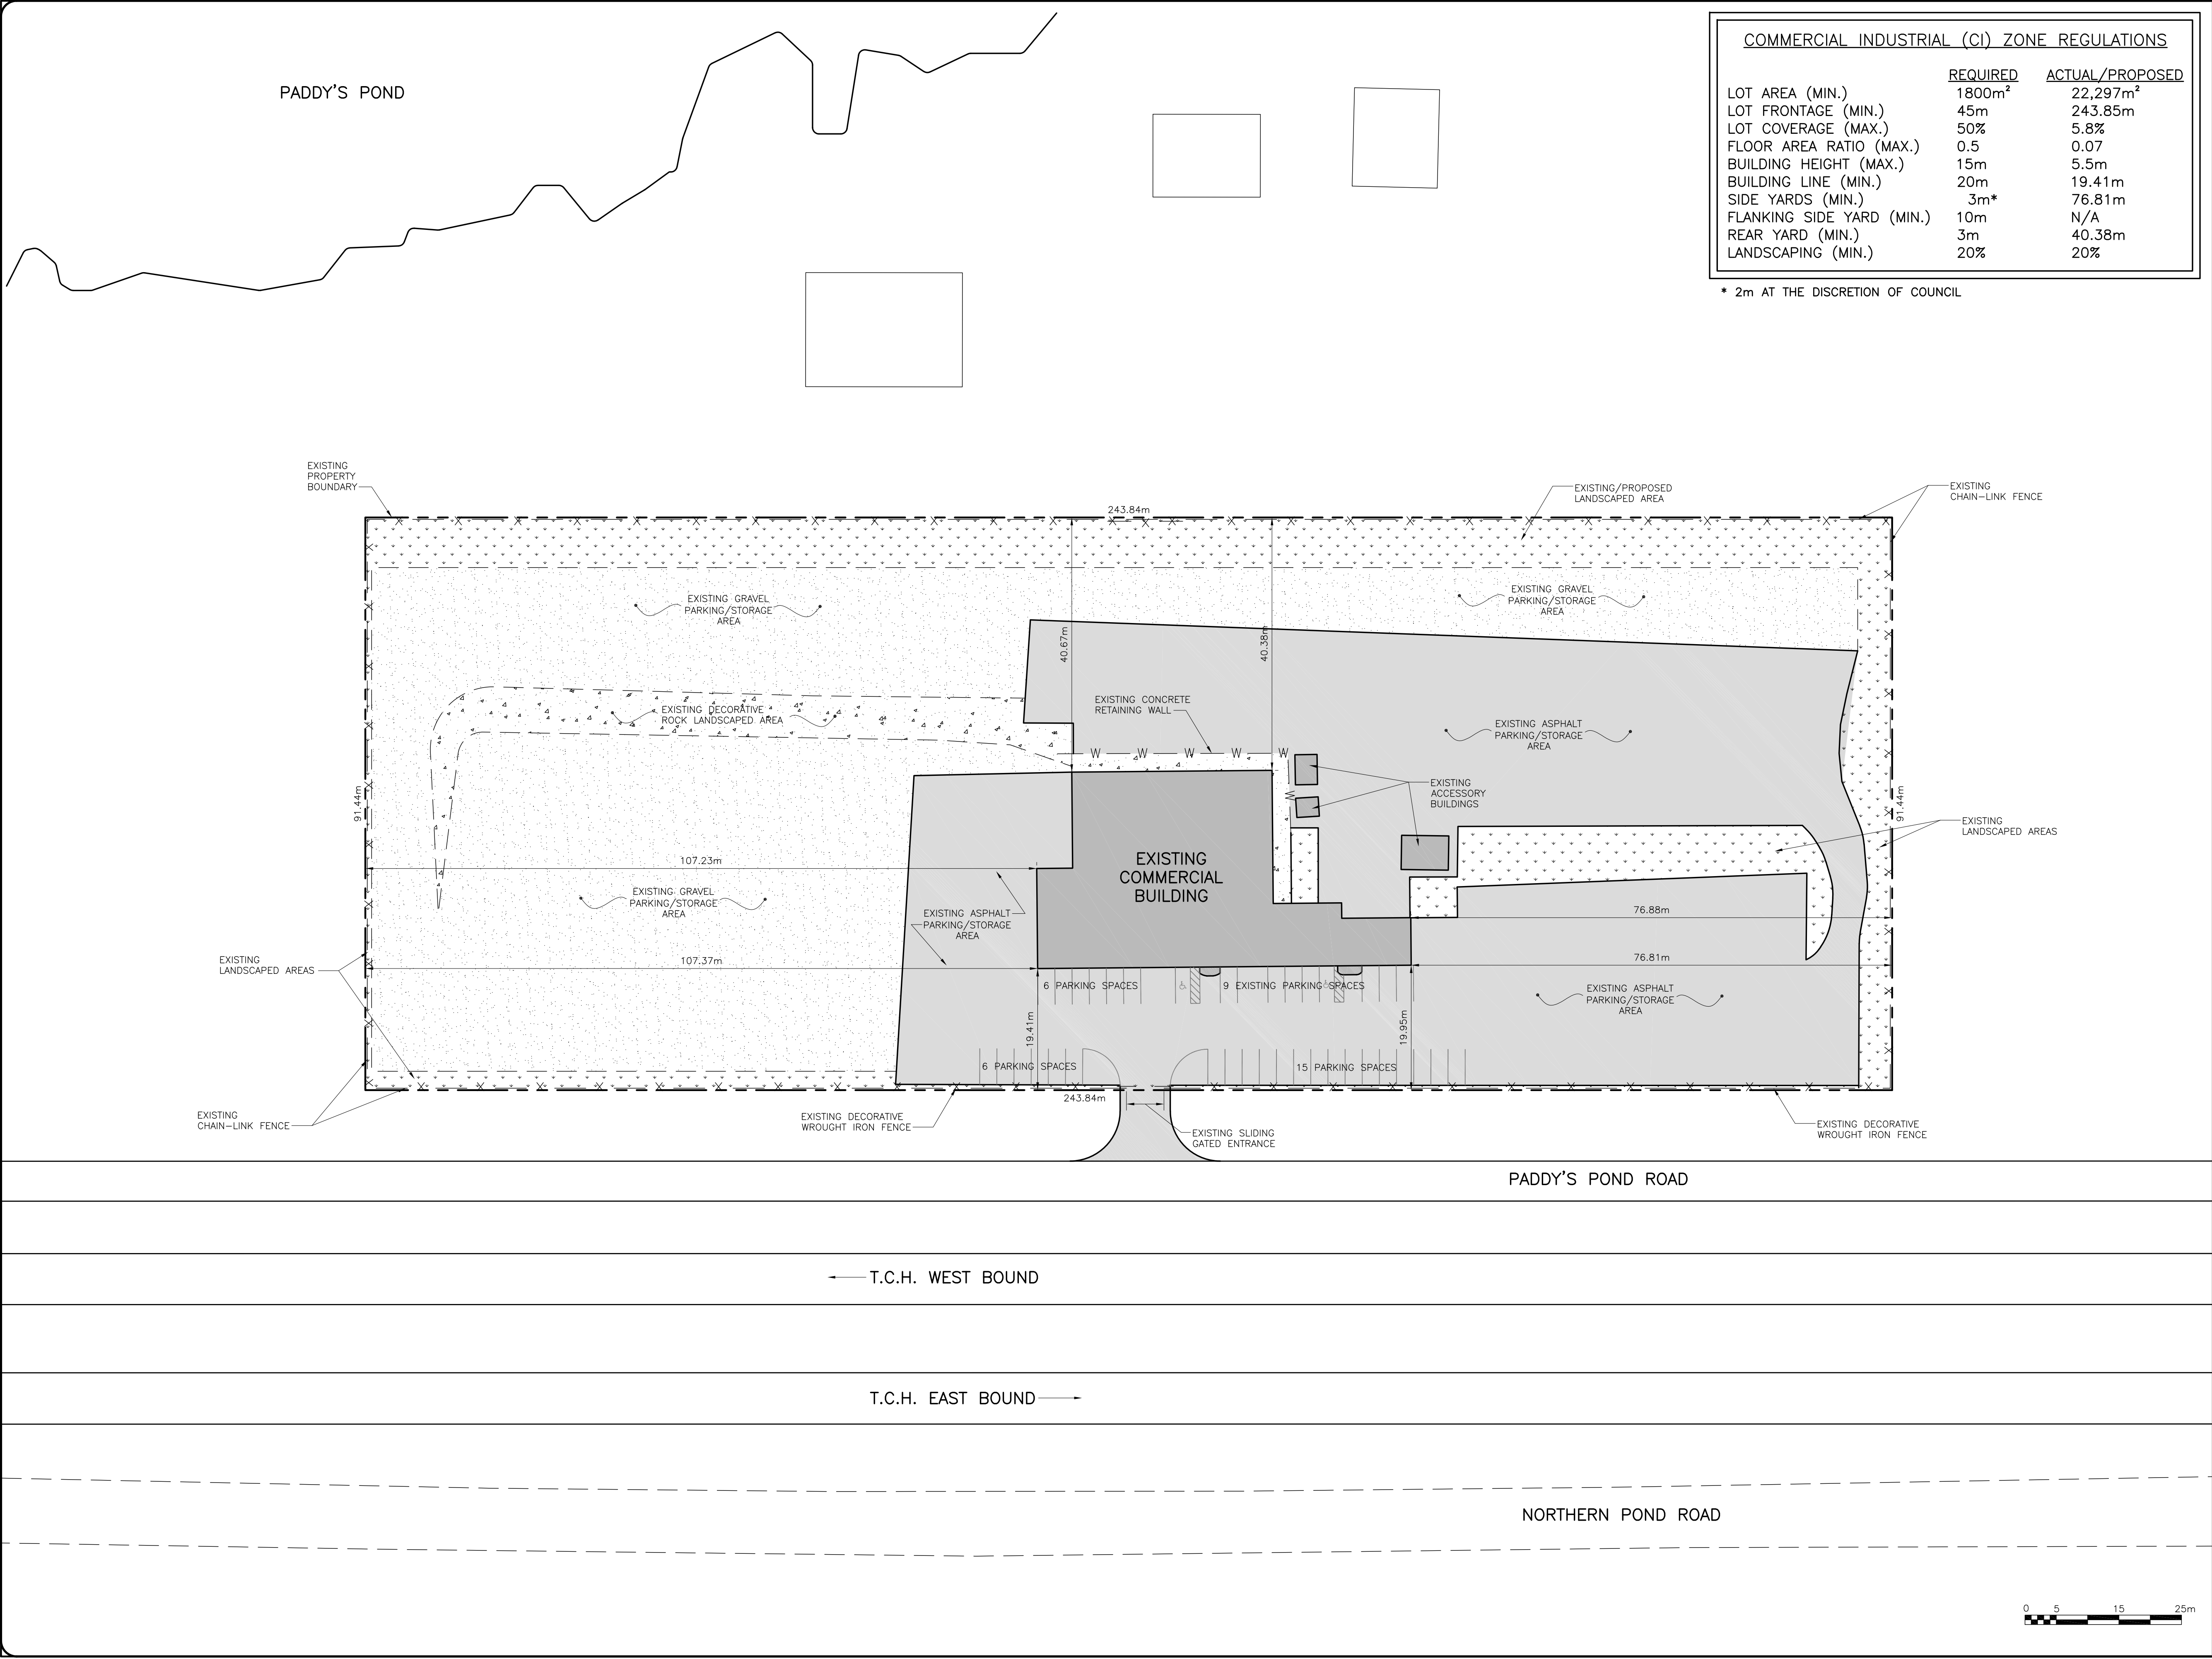 PADDY'S POND
COMMERCIAL INDUSTRIAL (CI) ZONE REGULATIONS
REQUIRED ACTUAL/PROPOSED
LOT AREA (MIN.) 1800m² 22,297m²
LOT FRONTAGE (MIN.) 45m 243.85m
LOT COVERAGE (MAX.) 50% 5.8%
FLOOR AREA RATIO (MAX.) 0.5 0.07
BUILDING HEIGHT (MAX.) 15m 5.5m
BUILDING LINE (MIN.) 20m 19.41m
SIDE YARDS (MIN.) 3m* 76.81m
FLANKING SIDE YARD (MIN.) 10m N/A
REAR YARD (MIN.) 3m 40.38m
LANDSCAPING (MIN.) 20% 20%
* 2m AT THE DISCRETION OF COUNCIL
EXISTING
PROPERTY
BOUNDARY
EXISTING/PROPOSED
LANDSCAPED AREA
EXISTING
CHAIN-LINK FENCE
243.84m
EXISTING GRAVEL
PARKING/STORAGE
AREA
EXISTING GRAVEL
PARKING/STORAGE
AREA
40.67m
40.38m
EXISTING DECORATIVE
ROCK LANDSCAPED AREA
EXISTING CONCRETE
RETAINING WALL
W W W W W
W
EXISTING ASPHALT
PARKING/STORAGE
AREA
EXISTING
ACCESSORY
BUILDINGS
91.44m
91.44m
EXISTING
LANDSCAPED AREAS
107.23m
EXISTING
COMMERCIAL
BUILDING
EXISTING GRAVEL
PARKING/STORAGE
AREA
EXISTING ASPHALT
PARKING/STORAGE
AREA
76.88m
EXISTING
LANDSCAPED AREAS
107.37m
76.81m
6 PARKING SPACES
9 EXISTING PARKING SPACES
EXISTING ASPHALT
PARKING/STORAGE
AREA
19.41m
19.95m
6 PARKING SPACES
15 PARKING SPACES
243.84m
EXISTING
CHAIN-LINK FENCE
EXISTING DECORATIVE
WROUGHT IRON FENCE
EXISTING SLIDING
GATED ENTRANCE
EXISTING DECORATIVE
WROUGHT IRON FENCE
PADDY'S POND ROAD
T.C.H. WEST BOUND
T.C.H. EAST BOUND
NORTHERN POND ROAD
0 5 15 25m